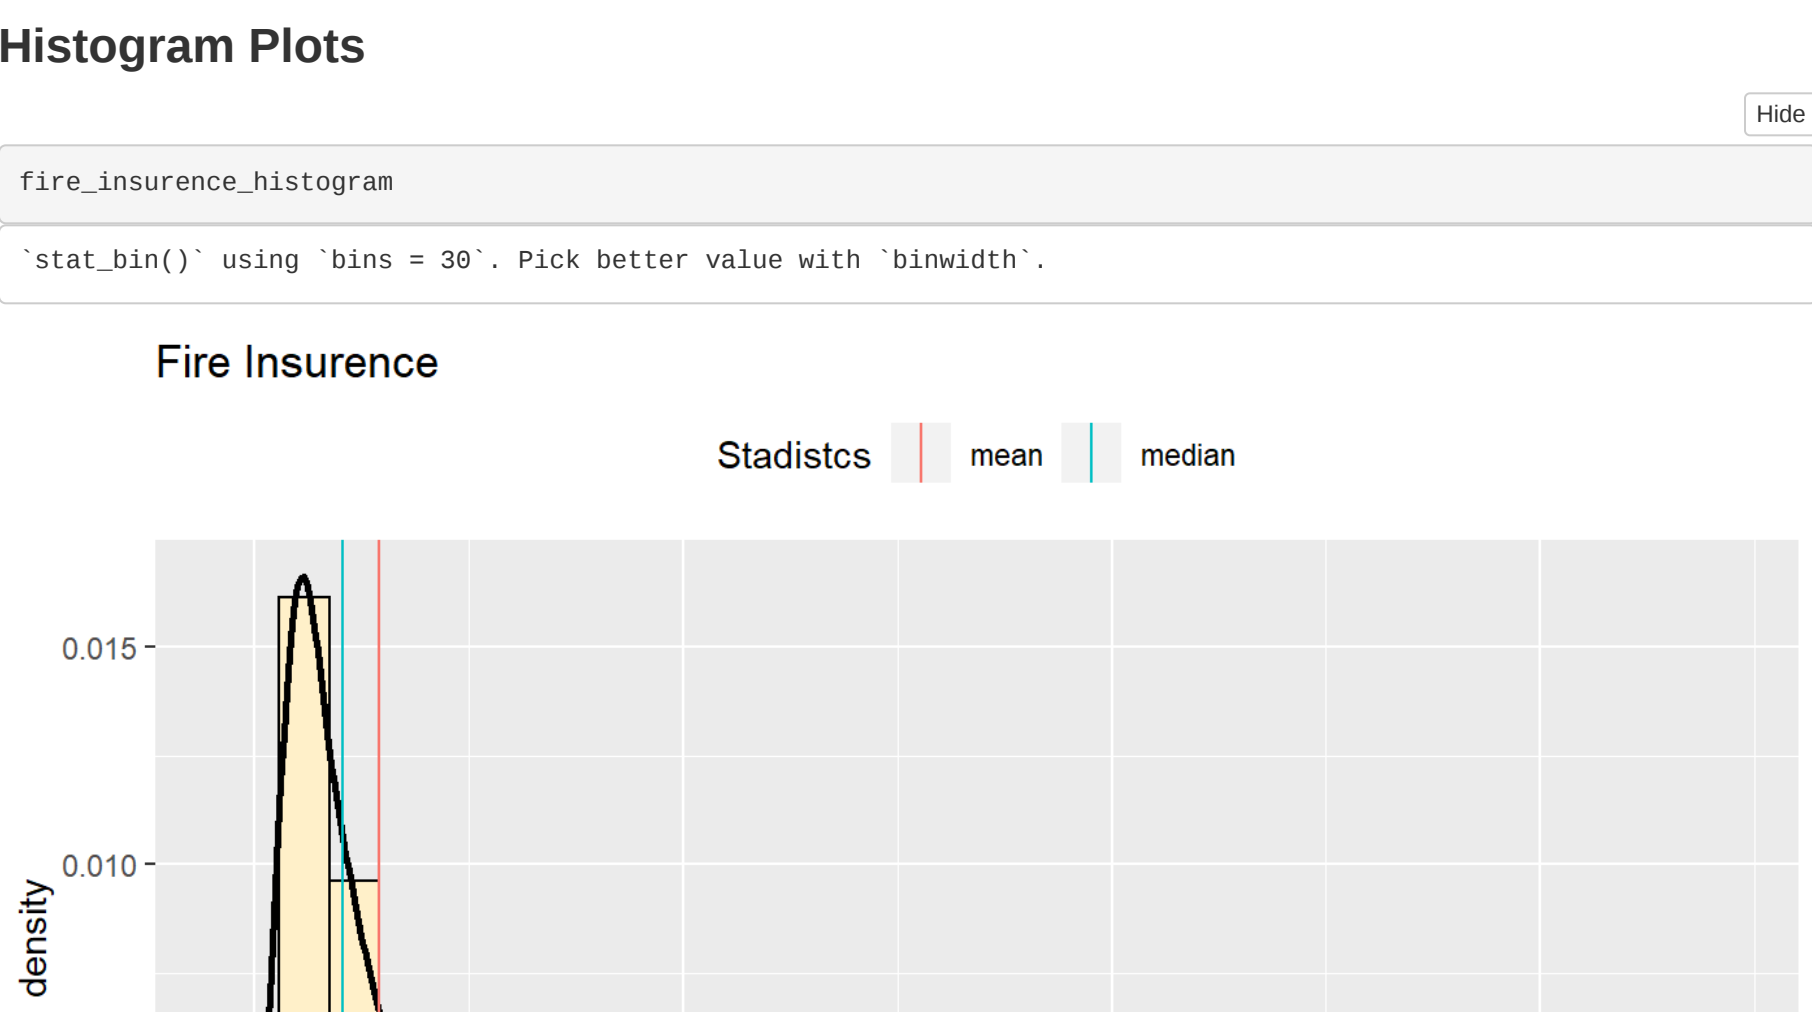 Histogram Plots
Hide
fire_insurence_histogram
`stat_bin()` using `bins = 30`. Pick better value with `binwidth`.
Fire Insurence
Stadistcs mean median
0.015
0.010
density